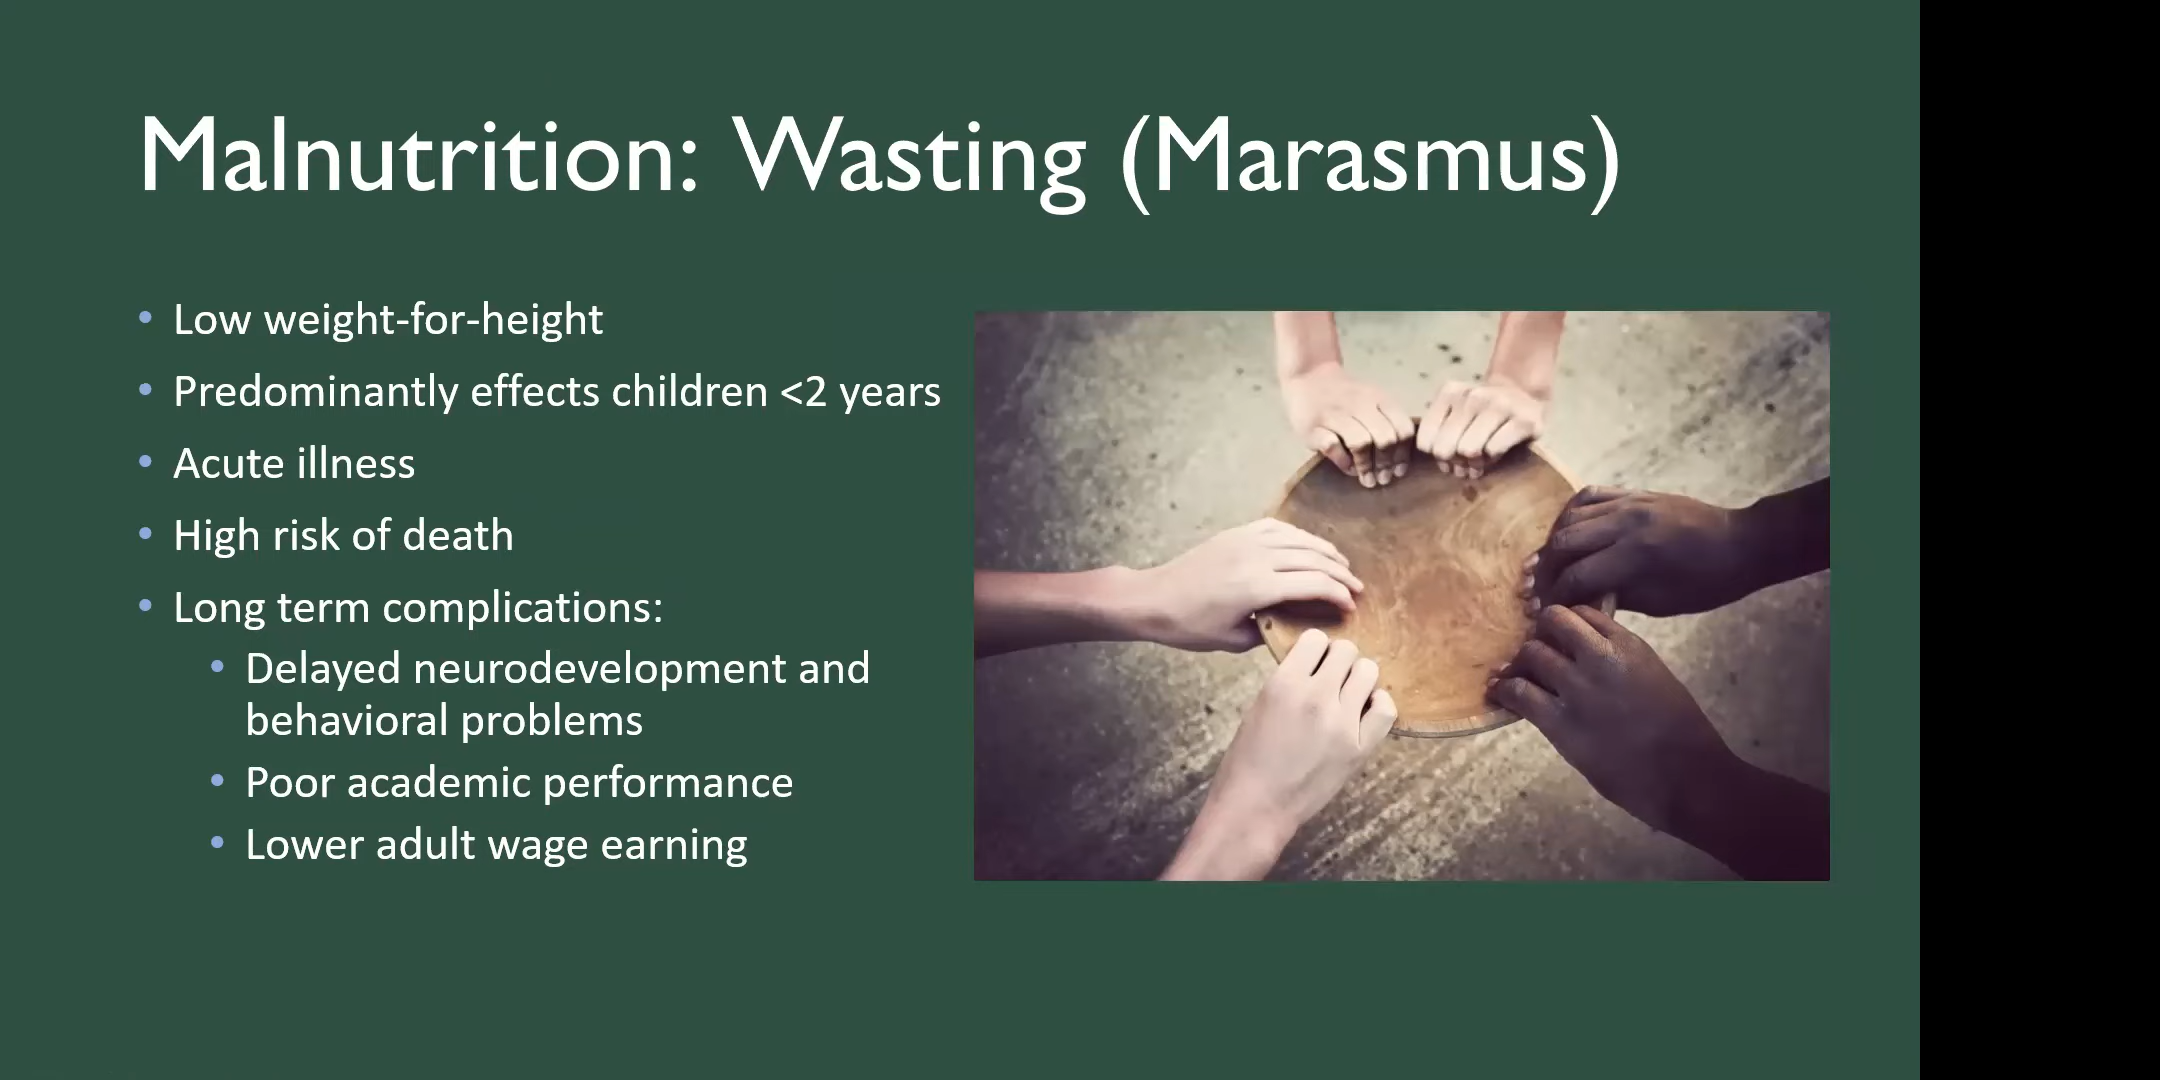 Malnutrition: Wasting (Marasmus)
• Low weight-for-height
• Predominantly effects children <2 years
• Acute illness
• High risk of death
• Long term complications:
• Delayed neurodevelopment and
behavioral problems
• Poor academic performance
• Lower adult wage earning